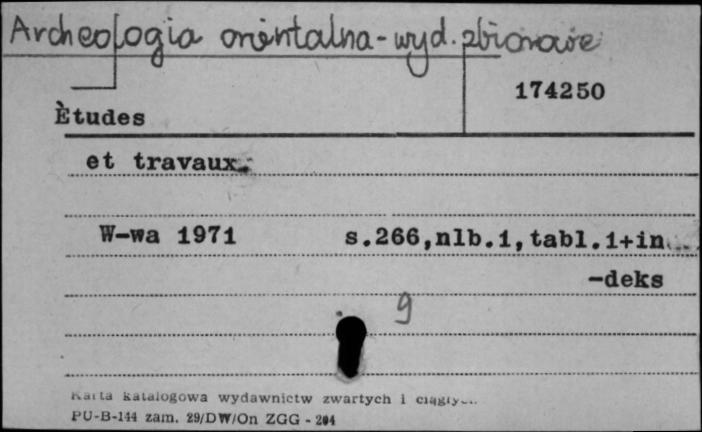 Archeologia orientalna - wyd. zbiorowe
174250
Ètudes
et travaux.
W-wa 1971 s.266,nlb.1,tabl.1+in
-deks
9
Karta katalogowa wydawnictw zwartych i ciągłych
PU-B-144 zam. 29/DW/On ZGG - 204